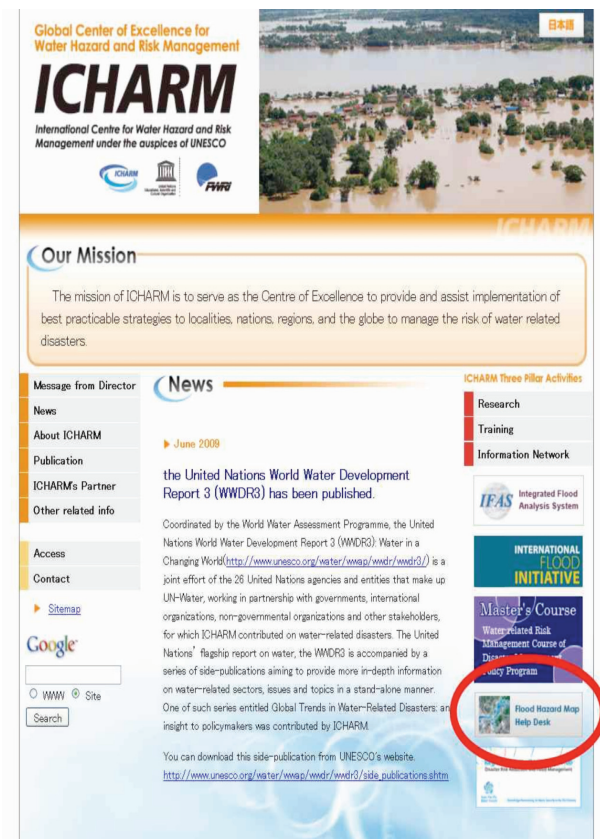 Global Center of Excellence for
Water Hazard and Risk Management
ICHARM
International Centre for Water Hazard and Risk
Management under the auspices of UNESCO
ICHARM
PWRI
日本語
ICHARM
Our Mission
The mission of ICHARM is to serve as the Centre of Excellence to provide and assist implementation of
best practicable strategies to localities, nations, regions, and the globe to manage the risk of water related
disasters.
Message from Director
News
About ICHARM
Publication
ICHARM's Partner
Other related info
Access
Contact
Sitemap
Google
WWW Site
Search
News
June 2009
the United Nations World Water Development
Report 3 (WWDR3) has been published.
Coordinated by the World Water Assessment Programme, the United
Nations World Water Development Report 3 (WWDR3): Water in a
Changing World(http://www.unesco.org/water/wwap/wwdr/wwdr3/) is a
joint effort of the 26 United Nations agencies and entities that make up
UN-Water, working in partnership with governments, international
organizations, non-governmental organizations and other stakeholders,
for which ICHARM contributed on water-related disasters. The United
Nations' flagship report on water, the WWDR3 is accompanied by a
series of side-publications aiming to provide more in-depth information
on water-related sectors, issues and topics in a stand-alone manner.
One of such series entitled Global Trends in Water-Related Disasters: an
insight to policymakers was contributed by ICHARM.
You can download this side-publication from UNESCO's website.
http://www.unesco.org/water/wwap/wwdr/wwdr3/side_publications.shtm
ICHARM Three Pillar Activities
Research
Training
Information Network
IFAS Integrated Flood
Analysis System
INTERNATIONAL
FLOOD
INITIATIVE
Master's Course
Water-related Risk
Management Course of
Disaster Management
Policy Program
Flood Hazard Map
Help Desk